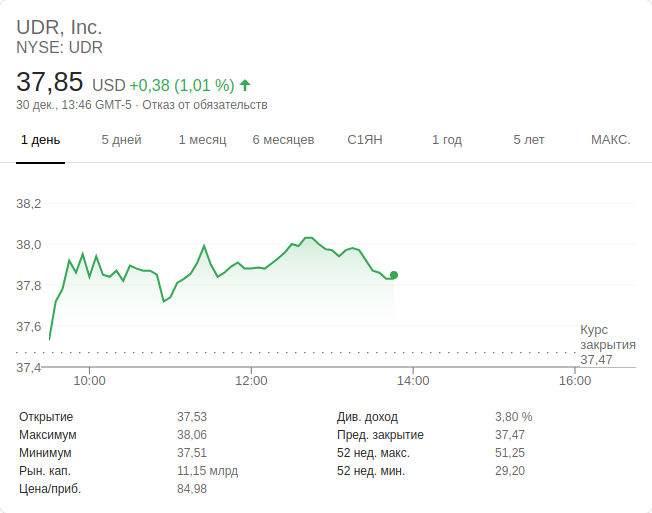 UDR, Inc.
NYSE: UDR
37,85 USD +0,38 (1,01 %)
30 дек., 13:46 GMT-5 · Отказ от обязательств
1 день 5 дней 1 месяц 6 месяцев С1ЯН 1 год 5 лет МАКС.
38,2
38,0
37,8
37,6
37,4
Курс
закрытия
37,47
10:00 12:00 14:00 16:00
Открытие 37,53
Максимум 38,06
Минимум 37,51
Рын. кап. 11,15 млрд
Цена/приб. 84,98
Див. доход 3,80 %
Пред. закрытие 37,47
52 нед. макс. 51,25
52 нед. мин. 29,20